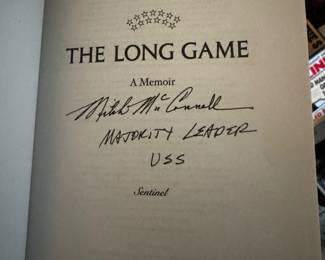 THE LONG GAME
A Memoir
Mitch McConnell
MAJORITY LEADER
USS
Sentinel